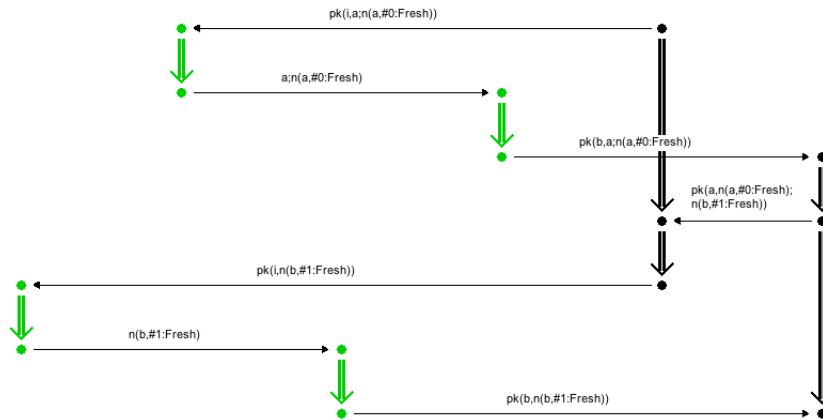 pk(i,a;n(a,#0:Fresh))
a;n(a,#0:Fresh)
pk(b,a;n(a,#0:Fresh))
pk(a,n(a,#0:Fresh);
n(b,#1:Fresh))
pk(i,n(b,#1:Fresh))
n(b,#1:Fresh)
pk(b,n(b,#1:Fresh))